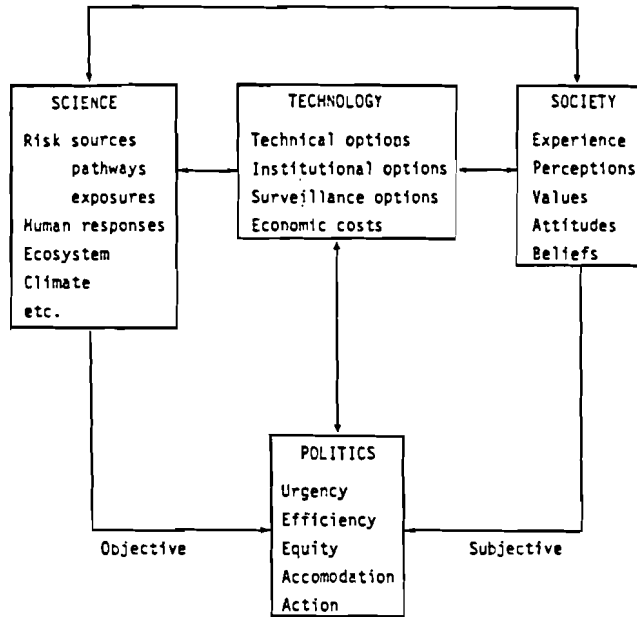 SCIENCE
Risk sources
pathways
exposures
Human responses
Ecosystem
Climate
etc.
TECHNOLOGY
Technical options
Institutional options
Surveillance options
Economic costs
SOCIETY
Experience
Perceptions
Values
Attitudes
Beliefs
POLITICS
Urgency
Efficiency
Equity
Accomodation
Action
Objective
Subjective